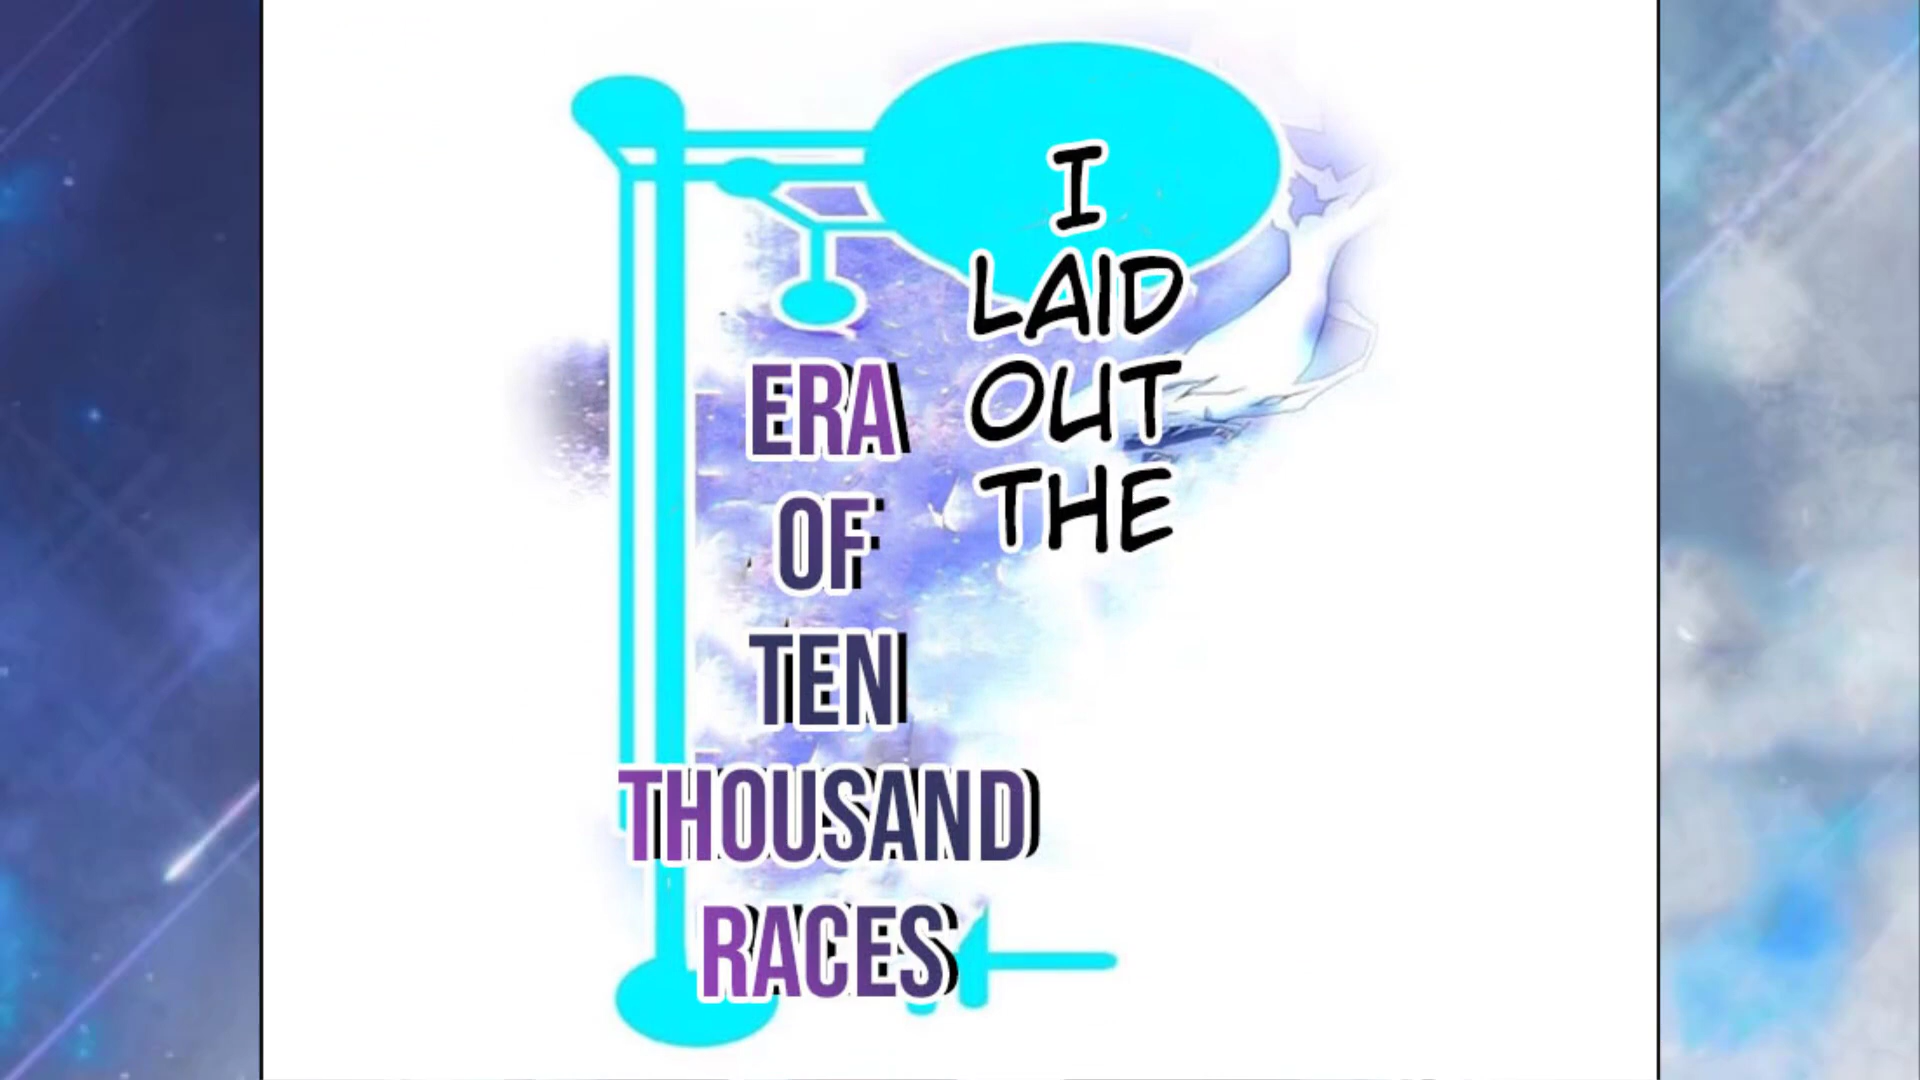 I
LAID
OUT
THE
ERA
OF
TEN
THOUSAND
RACES